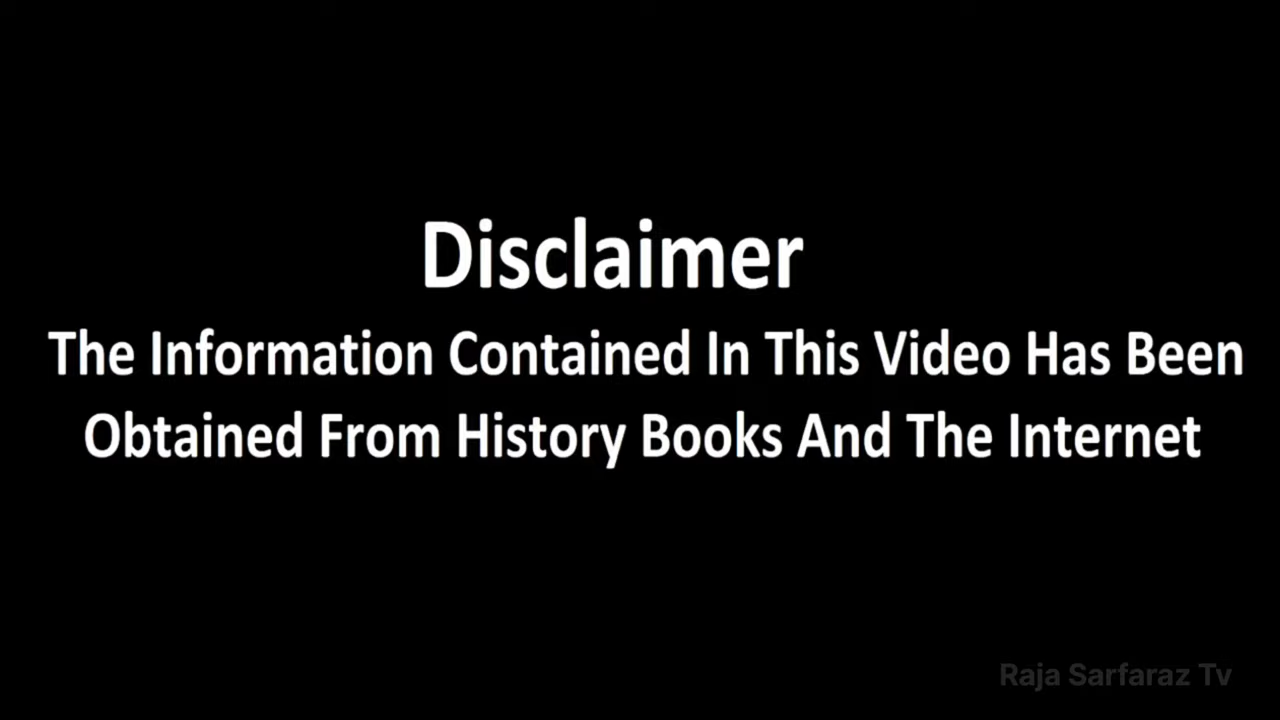 Disclaimer
The Information Contained In This Video Has Been
Obtained From History Books And The Internet
Raja Sarfaraz Tv